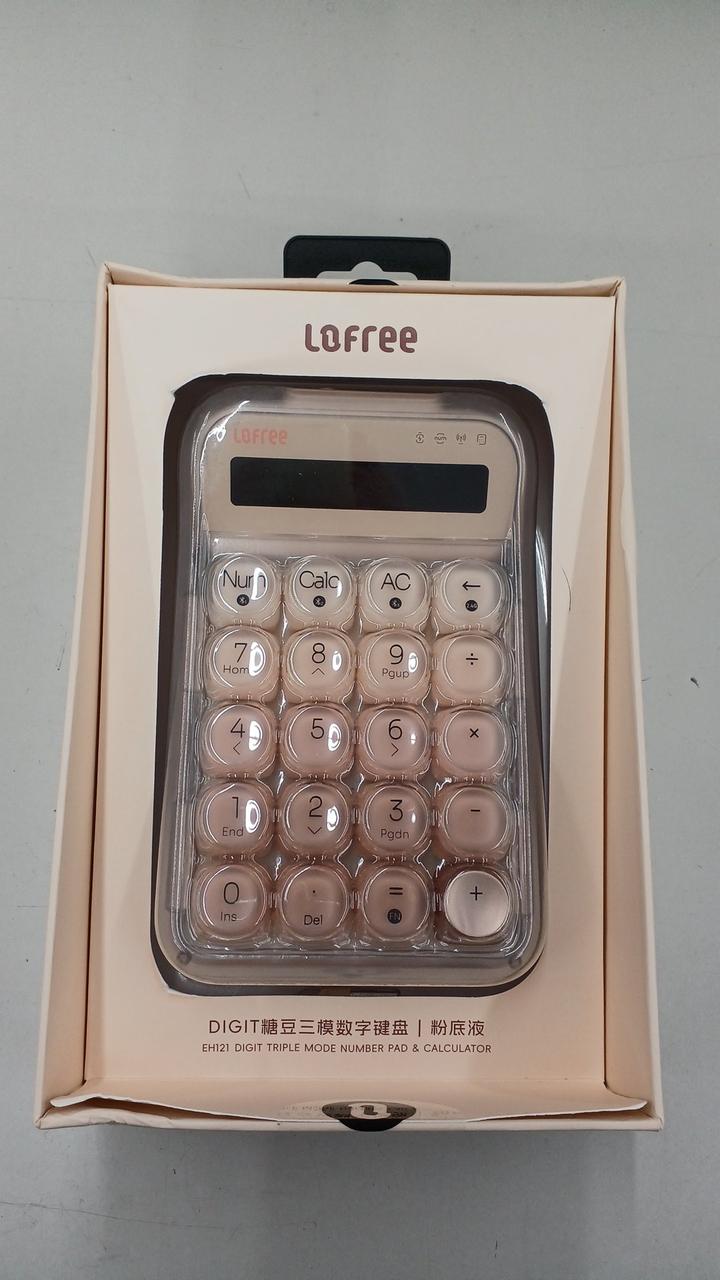 LOFREE
LOFREE
num
Num Calc AC ←
2.4G
7 8 9 ÷
Home ^ Pgup
4 5 6 ×
< >
1 2 3 -
End ﹀ Pgdn
0 . = +
Ins Del FN
DIGIT糖豆三模数字键盘 | 粉底液
EH121 DIGIT TRIPLE MODE NUMBER PAD & CALCULATOR